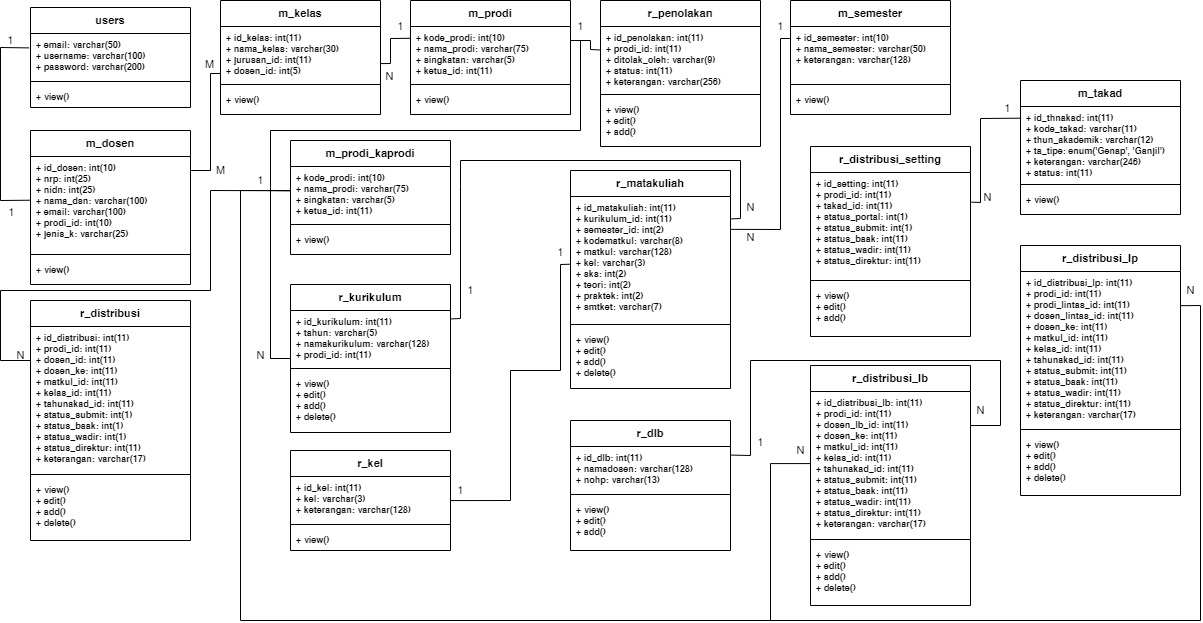 users
+ email: varchar(50)
+ username: varchar(100)
+ password: varchar(200)
+ view()
m_kelas
+ id_kelas: int(11)
+ nama_kelas: varchar(30)
+ jurusan_id: int(11)
+ dosen_id: int(5)
+ view()
m_prodi
+ kode_prodi: int(10)
+ nama_prodi: varchar(75)
+ singkatan: varchar(5)
+ ketua_id: int(11)
+ view()
r_penolakan
+ id_penolakan: int(11)
+ prodi_id: int(11)
+ ditolak_oleh: varchar(9)
+ status: int(11)
+ keterangan: varchar(256)
+ view()
+ edit()
+ add()
m_semester
+ id_semester: int(10)
+ nama_semester: varchar(50)
+ keterangan: varchar(128)
+ view()
m_takad
+ id_thnakad: int(11)
+ kode_takad: varchar(11)
+ thun_akademik: varchar(12)
+ ta_tipe: enum('Genap', 'Ganjil')
+ keterangan: varchar(246)
+ status: int(11)
+ view()
m_dosen
+ id_dosen: int(10)
+ nrp: int(25)
+ nidn: int(25)
+ nama_dsn: varchar(100)
+ email: varchar(100)
+ prodi_id: int(10)
+ jenis_k: varchar(25)
+ view()
m_prodi_kaprodi
+ kode_prodi: int(10)
+ nama_prodi: varchar(75)
+ singkatan: varchar(5)
+ ketua_id: int(11)
+ view()
r_matakuliah
+ id_matakuliah: int(11)
+ kurikulum_id: int(11)
+ semester_id: int(2)
+ kodematkul: varchar(8)
+ matkul: varchar(128)
+ kel: varchar(3)
+ sks: int(2)
+ teori: int(2)
+ praktek: int(2)
+ smtket: varchar(7)
+ view()
+ edit()
+ add()
+ delete()
r_distribusi_setting
+ id_setting: int(11)
+ prodi_id: int(11)
+ takad_id: int(11)
+ status_portal: int(1)
+ status_submit: int(1)
+ status_baak: int(11)
+ status_wadir: int(11)
+ status_direktur: int(11)
+ view()
+ edit()
+ add()
r_distribusi_lp
+ id_distribusi_lp: int(11)
+ prodi_id: int(11)
+ prodi_lintas_id: int(11)
+ dosen_lintas_id: int(11)
+ dosen_ke: int(11)
+ matkul_id: int(11)
+ kelas_id: int(11)
+ tahunakad_id: int(11)
+ status_submit: int(11)
+ status_baak: int(11)
+ status_wadir: int(11)
+ status_direktur: int(11)
+ keterangan: varchar(17)
+ view()
+ edit()
+ add()
+ delete()
r_distribusi
+ id_distribusi: int(11)
+ prodi_id: int(11)
+ dosen_id: int(11)
+ dosen_ke: int(11)
+ matkul_id: int(11)
+ kelas_id: int(11)
+ tahunakad_id: int(11)
+ status_submit: int(1)
+ status_baak: int(1)
+ status_wadir: int(1)
+ status_direktur: int(11)
+ keterangan: varchar(17)
+ view()
+ edit()
+ add()
+ delete()
r_kurikulum
+ id_kurikulum: int(11)
+ tahun: varchar(5)
+ namakurikulum: varchar(128)
+ prodi_id: int(11)
+ view()
+ edit()
+ add()
+ delete()
r_kel
+ id_kel: int(11)
+ kel: varchar(3)
+ keterangan: varchar(128)
+ view()
r_dlb
+ id_dlb: int(11)
+ namadosen: varchar(128)
+ nohp: varchar(13)
+ view()
+ edit()
+ add()
r_distribusi_lb
+ id_distribusi_lb: int(11)
+ prodi_id: int(11)
+ dosen_lb_id: int(11)
+ dosen_ke: int(11)
+ matkul_id: int(11)
+ kelas_id: int(11)
+ tahunakad_id: int(11)
+ status_submit: int(11)
+ status_baak: int(11)
+ status_wadir: int(11)
+ status_direktur: int(11)
+ keterangan: varchar(17)
+ view()
+ edit()
+ add()
+ delete()
1
1
M
M
1
N
1
1
1
N
1
N
N
1
1
N
N
1
1
N
N
N